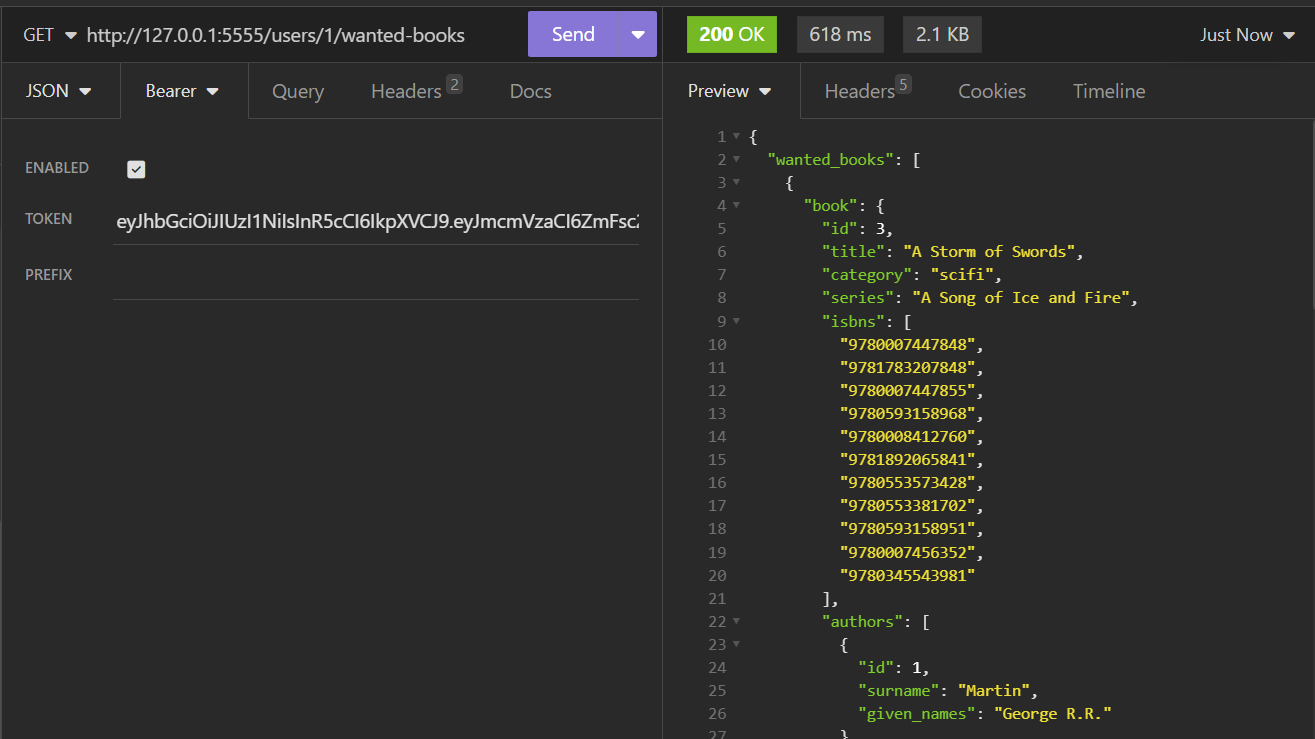 GET http://127.0.0.1:5555/users/1/wanted-books Send
200 OK 618 ms 2.1 KB Just Now
JSON Bearer Query Headers 2 Docs
Preview Headers 5 Cookies Timeline
ENABLED
TOKEN eyJhbGciOiJIUzI1NiIsInR5cCI6IkpXVCJ9.eyJmcmVzaCI6ZmFsc2
PREFIX
1 {
2 "wanted_books": [
3 {
4 "book": {
5 "id": 3,
6 "title": "A Storm of Swords",
7 "category": "scifi",
8 "series": "A Song of Ice and Fire",
9 "isbns": [
10 "9780007447848",
11 "9781783207848",
12 "9780007447855",
13 "9780593158968",
14 "9780008412760",
15 "9781892065841",
16 "9780553573428",
17 "9780553381702",
18 "9780593158951",
19 "9780007456352",
20 "9780345543981"
21 ],
22 "authors": [
23 {
24 "id": 1,
25 "surname": "Martin",
26 "given_names": "George R.R."
27 }